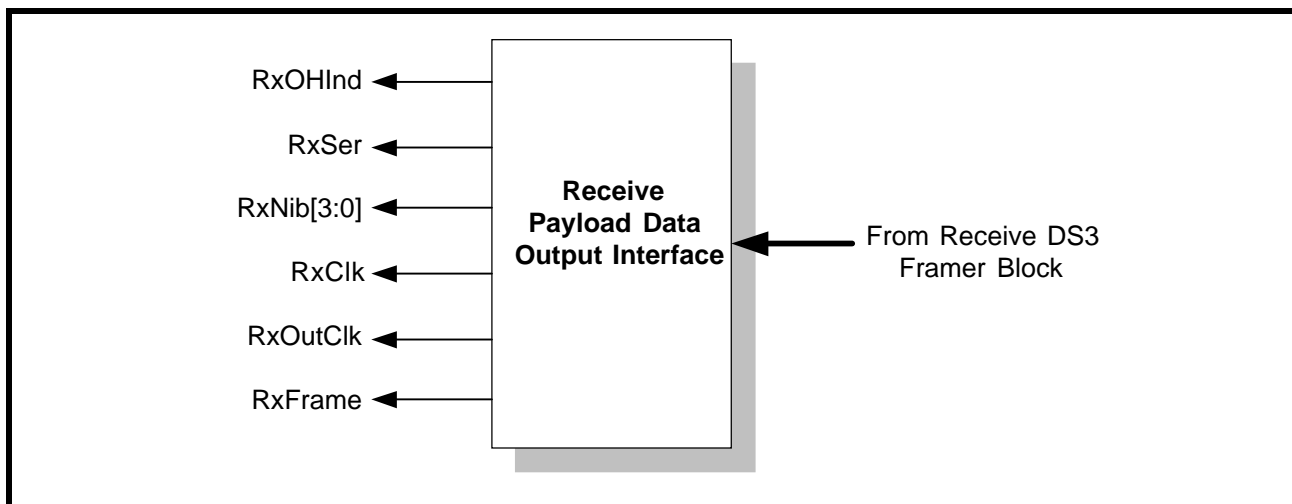 RxOHInd
RxSer
RxNib[3:0]
RxClk
RxOutClk
RxFrame
Receive
Payload Data
Output Interface
From Receive DS3
Framer Block